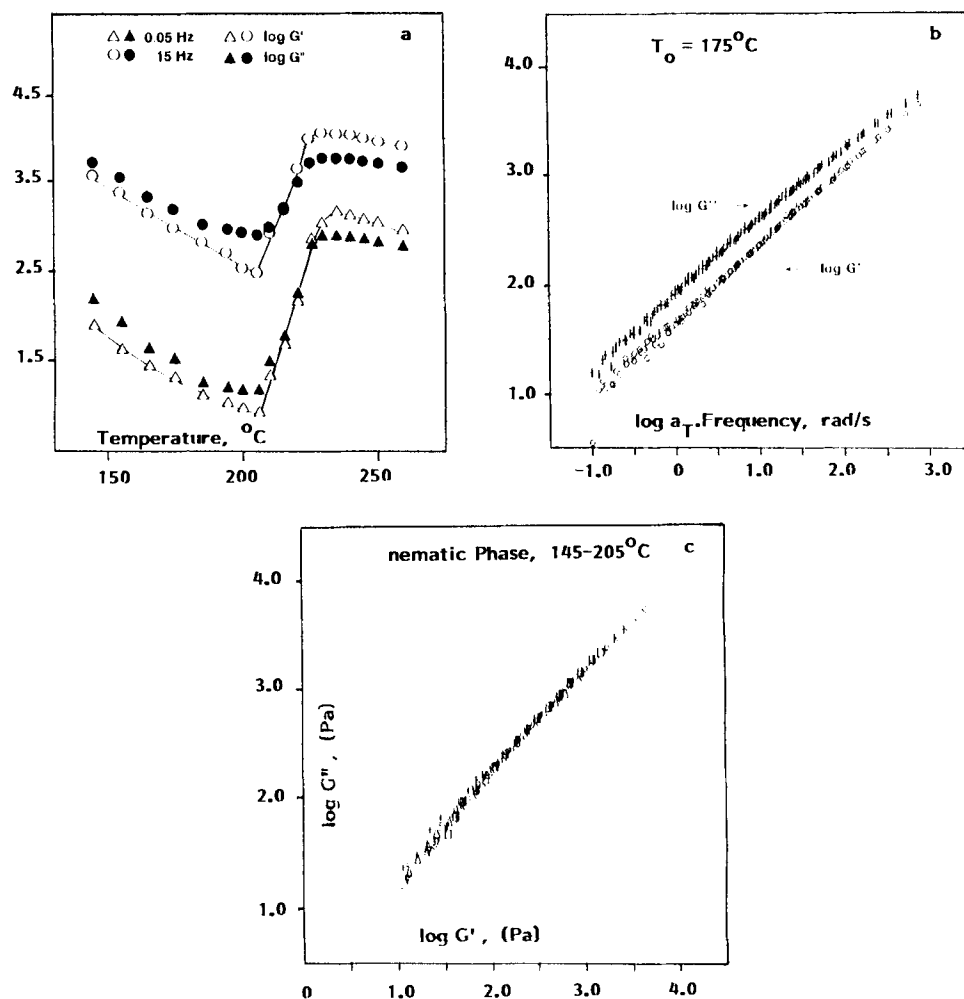 a
△ ▲ 0.05 Hz △ ○ log G'
○ ● 15 Hz ▲ ● log G"
4.5
3.5
2.5
1.5
Temperature, °C
150 200 250
b
T₀ = 175°C
4.0
3.0
2.0
1.0
log G"
log G'
log a_T.Frequency, rad/s
-1.0 0 1.0 2.0 3.0
nematic Phase, 145-205°C c
4.0
3.0
2.0
1.0
log G", (Pa)
log G', (Pa)
0 1.0 2.0 3.0 4.0